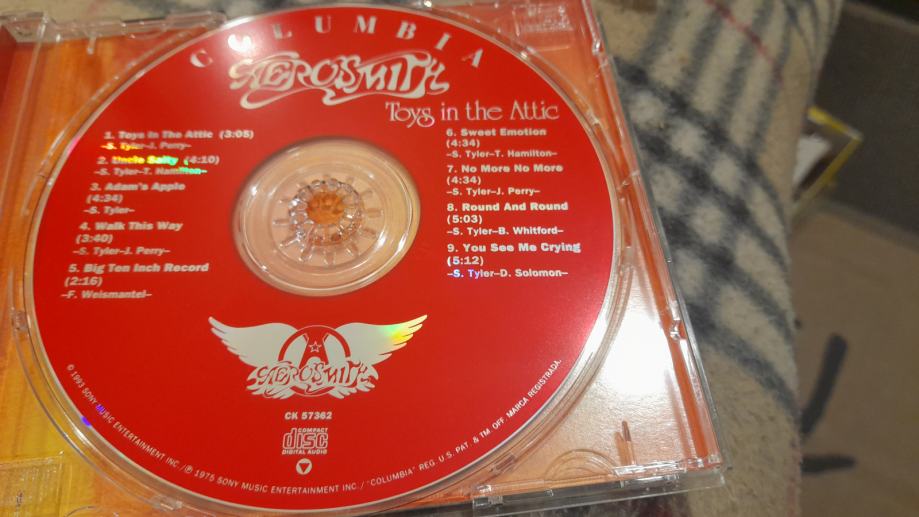 COLUMBIA
AEROSMITH
Toys in the Attic
1. Toys In The Attic (3:05)
–S. Tyler–J. Perry–
2. Uncle Salty (4:10)
–S. Tyler–T. Hamilton–
3. Adam's Apple
(4:34)
–S. Tyler–
4. Walk This Way
(3:40)
–S. Tyler–J. Perry–
5. Big Ten Inch Record
(2:16)
–F. Weismantel–
6. Sweet Emotion
(4:34)
–S. Tyler–T. Hamilton–
7. No More No More
(4:34)
–S. Tyler–J. Perry–
8. Round And Round
(5:03)
–S. Tyler–B. Whitford–
9. You See Me Crying
(5:12)
–S. Tyler–D. Solomon–
A
AEROSMITH
CK 57362
COMPACT
disc
DIGITAL AUDIO
© 1993 SONY MUSIC ENTERTAINMENT INC./℗ 1975 SONY MUSIC ENTERTAINMENT INC./"COLUMBIA" REG. U.S. PAT. & TM. OFF. MARCA REGISTRADA.